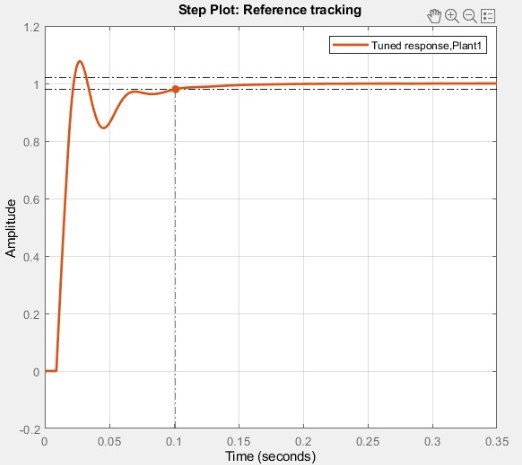 Step Plot: Reference tracking
Tuned response,Plant1
1.2
1
0.8
0.6
0.4
0.2
0
-0.2
Amplitude
0 0.05 0.1 0.15 0.2 0.25 0.3 0.35
Time (seconds)